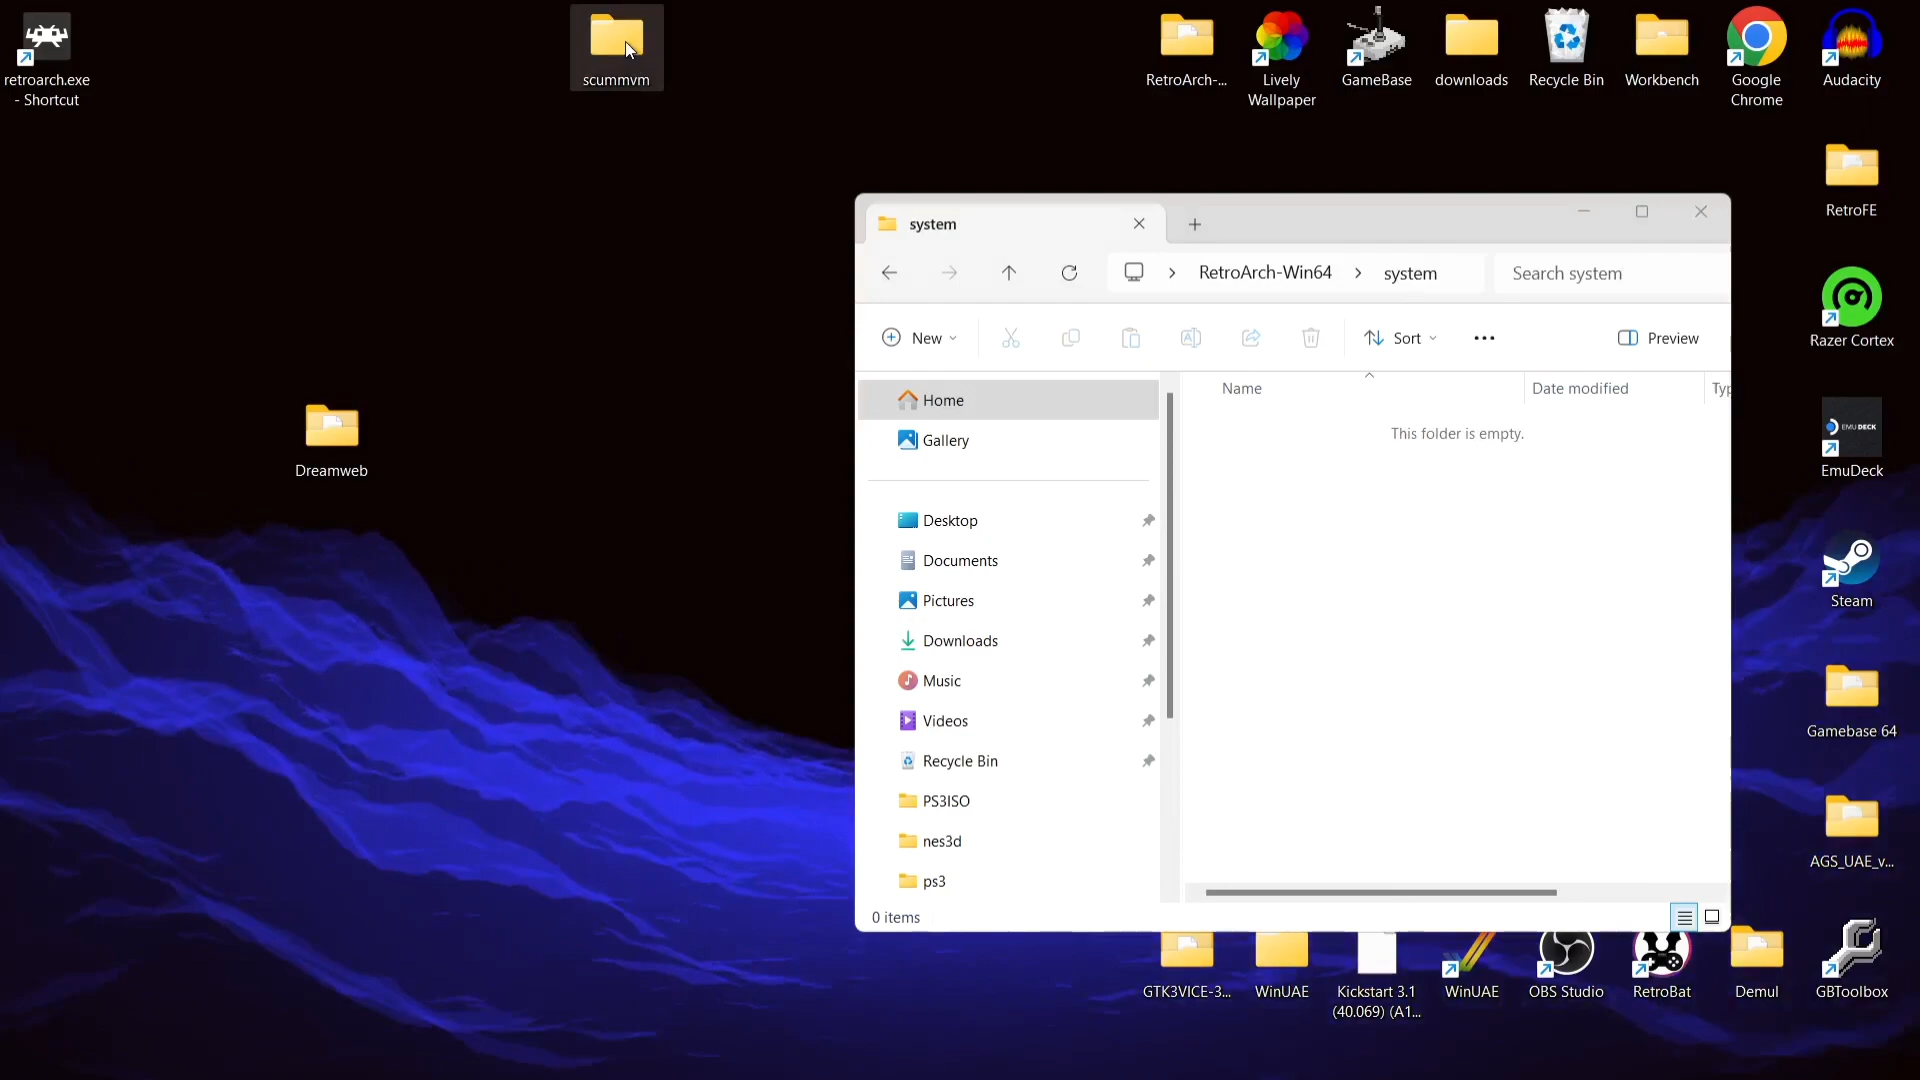 retroarch.exe
- Shortcut
scummvm
RetroArch-...
Lively
Wallpaper
GameBase
downloads
Recycle Bin
Workbench
Google
Chrome
Audacity
RetroFE
Razer Cortex
EMU DECK
EmuDeck
Steam
Gamebase 64
AGS_UAE_v...
Dreamweb
system
RetroArch-Win64
system
Search system
New
Sort
Preview
Name
Date modified
Typ
This folder is empty.
Home
Gallery
Desktop
Documents
Pictures
Downloads
Music
Videos
Recycle Bin
PS3ISO
nes3d
ps3
0 items
GTK3VICE-3...
WinUAE
Kickstart 3.1
(40.069) (A1...
WinUAE
OBS Studio
RetroBat
Demul
GBToolbox